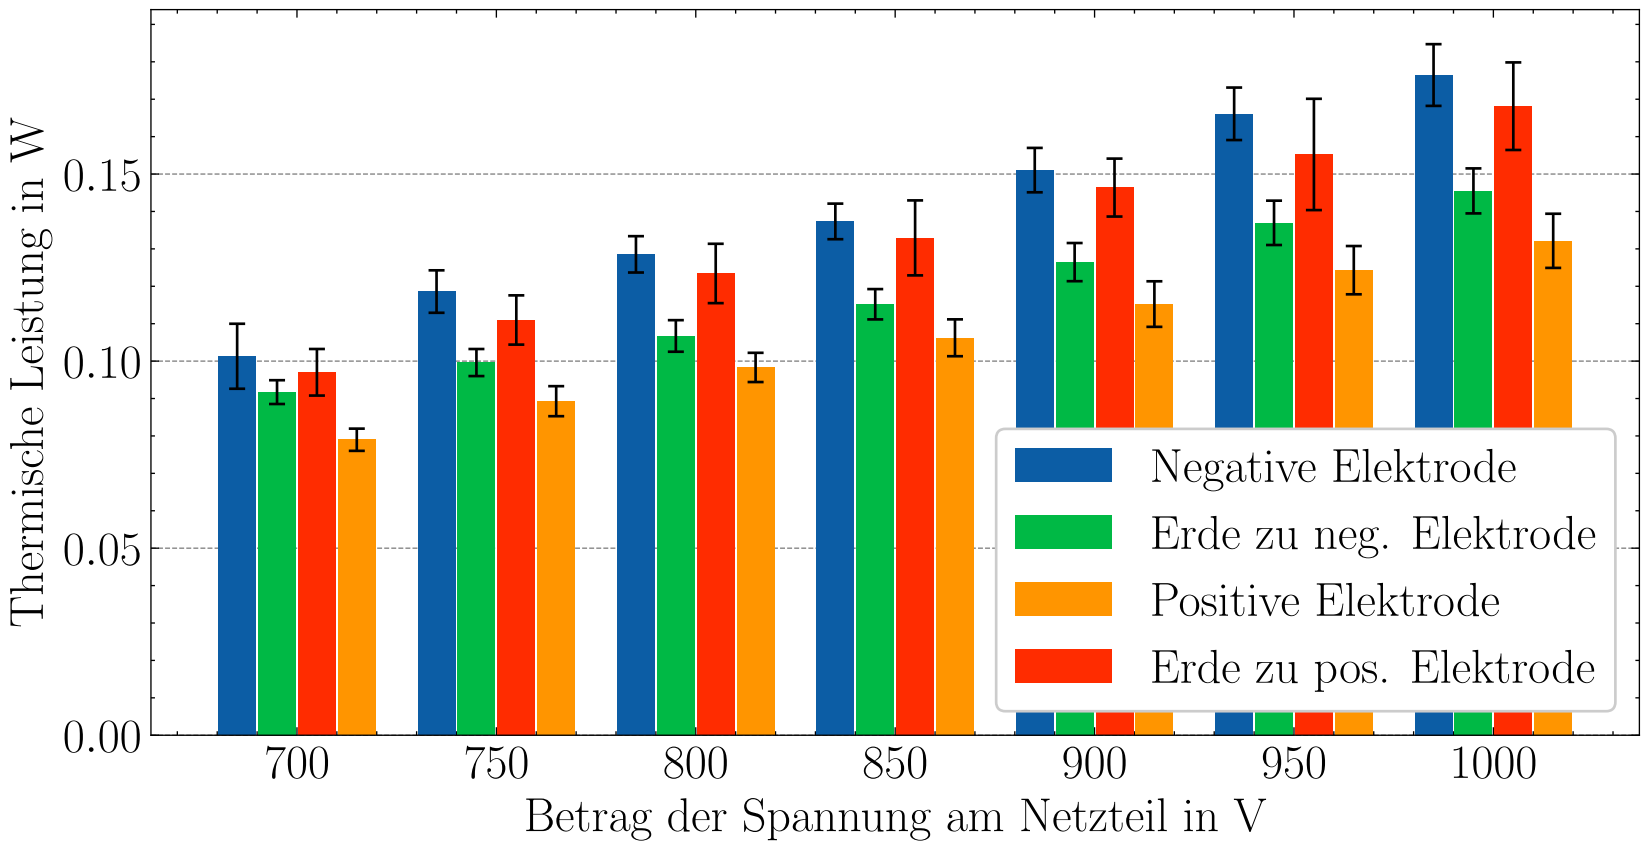 Thermische Leistung in W
0.15
0.10
0.05
0.00
Negative Elektrode
Erde zu neg. Elektrode
Positive Elektrode
Erde zu pos. Elektrode
700 750 800 850 900 950 1000
Betrag der Spannung am Netzteil in V